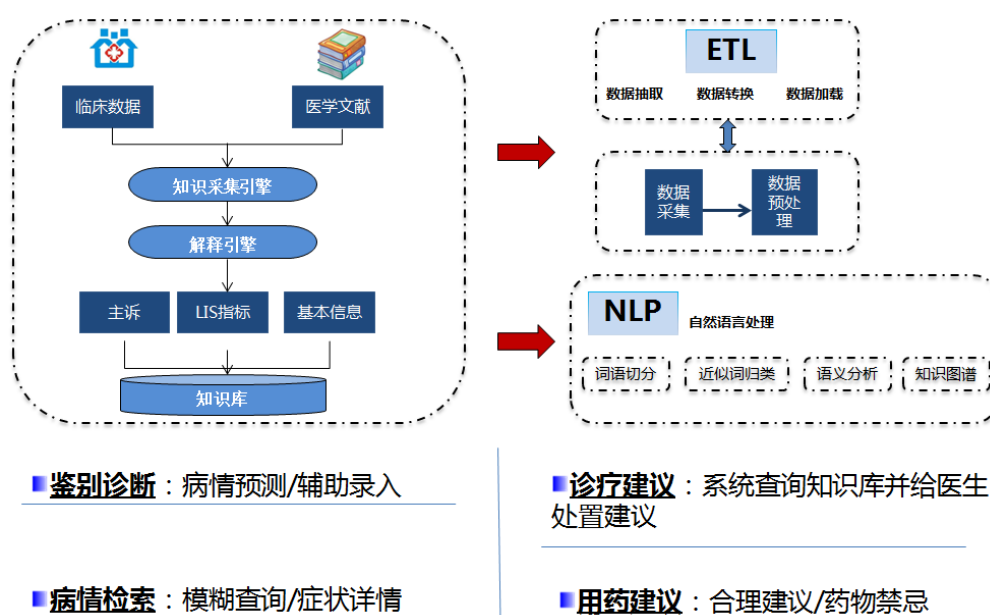 临床数据
医学文献
知识采集引擎
解释引擎
主诉
LIS指标
基本信息
知识库
ETL
数据抽取
数据转换
数据加载
数据
采集
数据
预处
理
NLP
自然语言处理
词语切分
近似词归类
语义分析
知识图谱
鉴别诊断：病情预测/辅助录入
诊疗建议：系统查询知识库并给医生
处置建议
病情检索：模糊查询/症状详情
用药建议：合理建议/药物禁忌